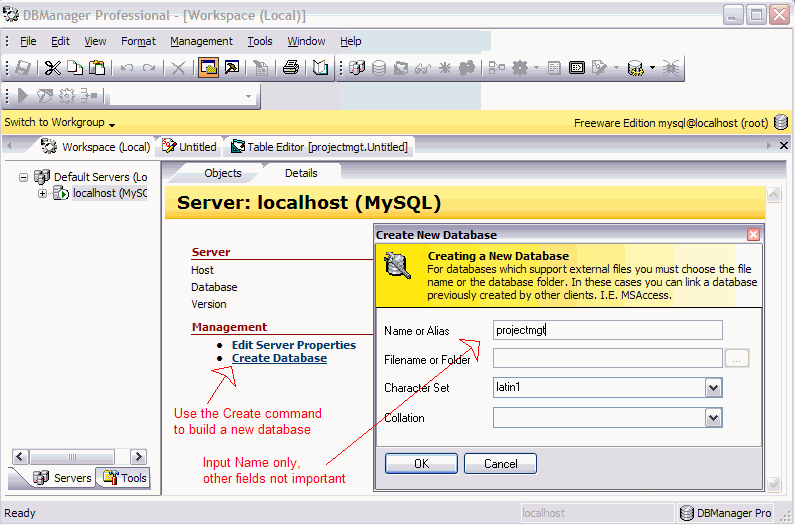 DBManager Professional - [Workspace (Local)]
File Edit View Format Management Tools Window Help
Switch to Workgroup
Freeware Edition mysql@localhost (root)
Workspace (Local) Untitled Table Editor [projectmgt.Untitled]
Default Servers (Lo
localhost (MySQ
Objects Details
Server: localhost (MySQL)
Server
Host
Database
Version
Management
Edit Server Properties
Create Database
Use the Create command
to build a new database
Input Name only,
other fields not important
Create New Database
Creating a New Database
For databases which support external files you must choose the file
name or the database folder. In these cases you can link a database
previously created by other clients. I.E. MSAccess.
Name or Alias projectmgt
Filename or Folder ...
Character Set latin1
Collation
OK Cancel
Servers Tools
Ready localhost DBManager Pro